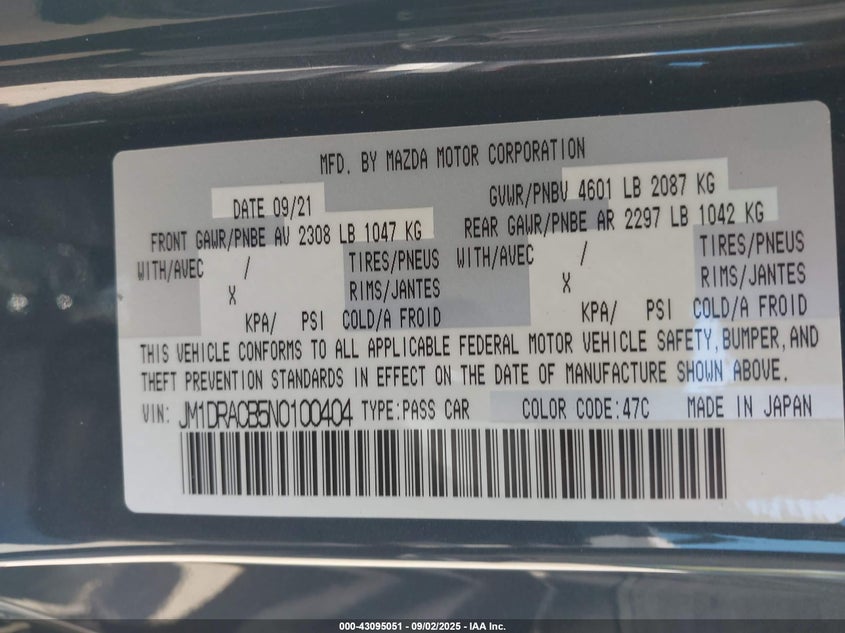 MFD. BY MAZDA MOTOR CORPORATION
DATE 09/21 GVWR/PNBV 4601 LB 2087 KG
FRONT GAWR/PNBE AV 2308 LB 1047 KG REAR GAWR/PNBE AR 2297 LB 1042 KG
WITH/AVEC / TIRES/PNEUS WITH/AVEC / TIRES/PNEUS
X RIMS/JANTES X RIMS/JANTES
KPA/ PSI COLD/A FROID KPA/ PSI COLD/A FROID
THIS VEHICLE CONFORMS TO ALL APPLICABLE FEDERAL MOTOR VEHICLE SAFETY,BUMPER,AND
THEFT PREVENTION STANDARDS IN EFFECT ON THE DATE OF MANUFACTURE SHOWN ABOVE.
VIN: JM1DRACB5N0100404 TYPE:PASS CAR COLOR CODE:47C MADE IN JAPAN
000-43095051 - 09/02/2025 - IAA Inc.